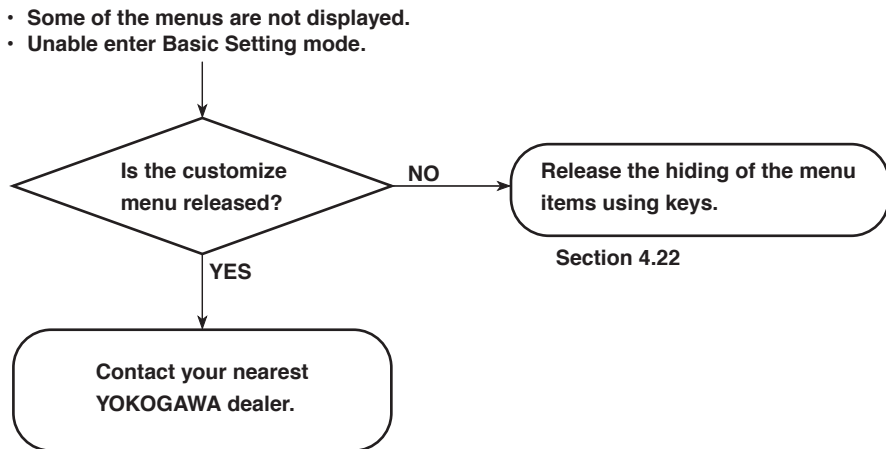 ・ Some of the menus are not displayed.
・ Unable enter Basic Setting mode.
Is the customize
menu released?
NO
Release the hiding of the menu
items using keys.
Section 4.22
YES
Contact your nearest
YOKOGAWA dealer.